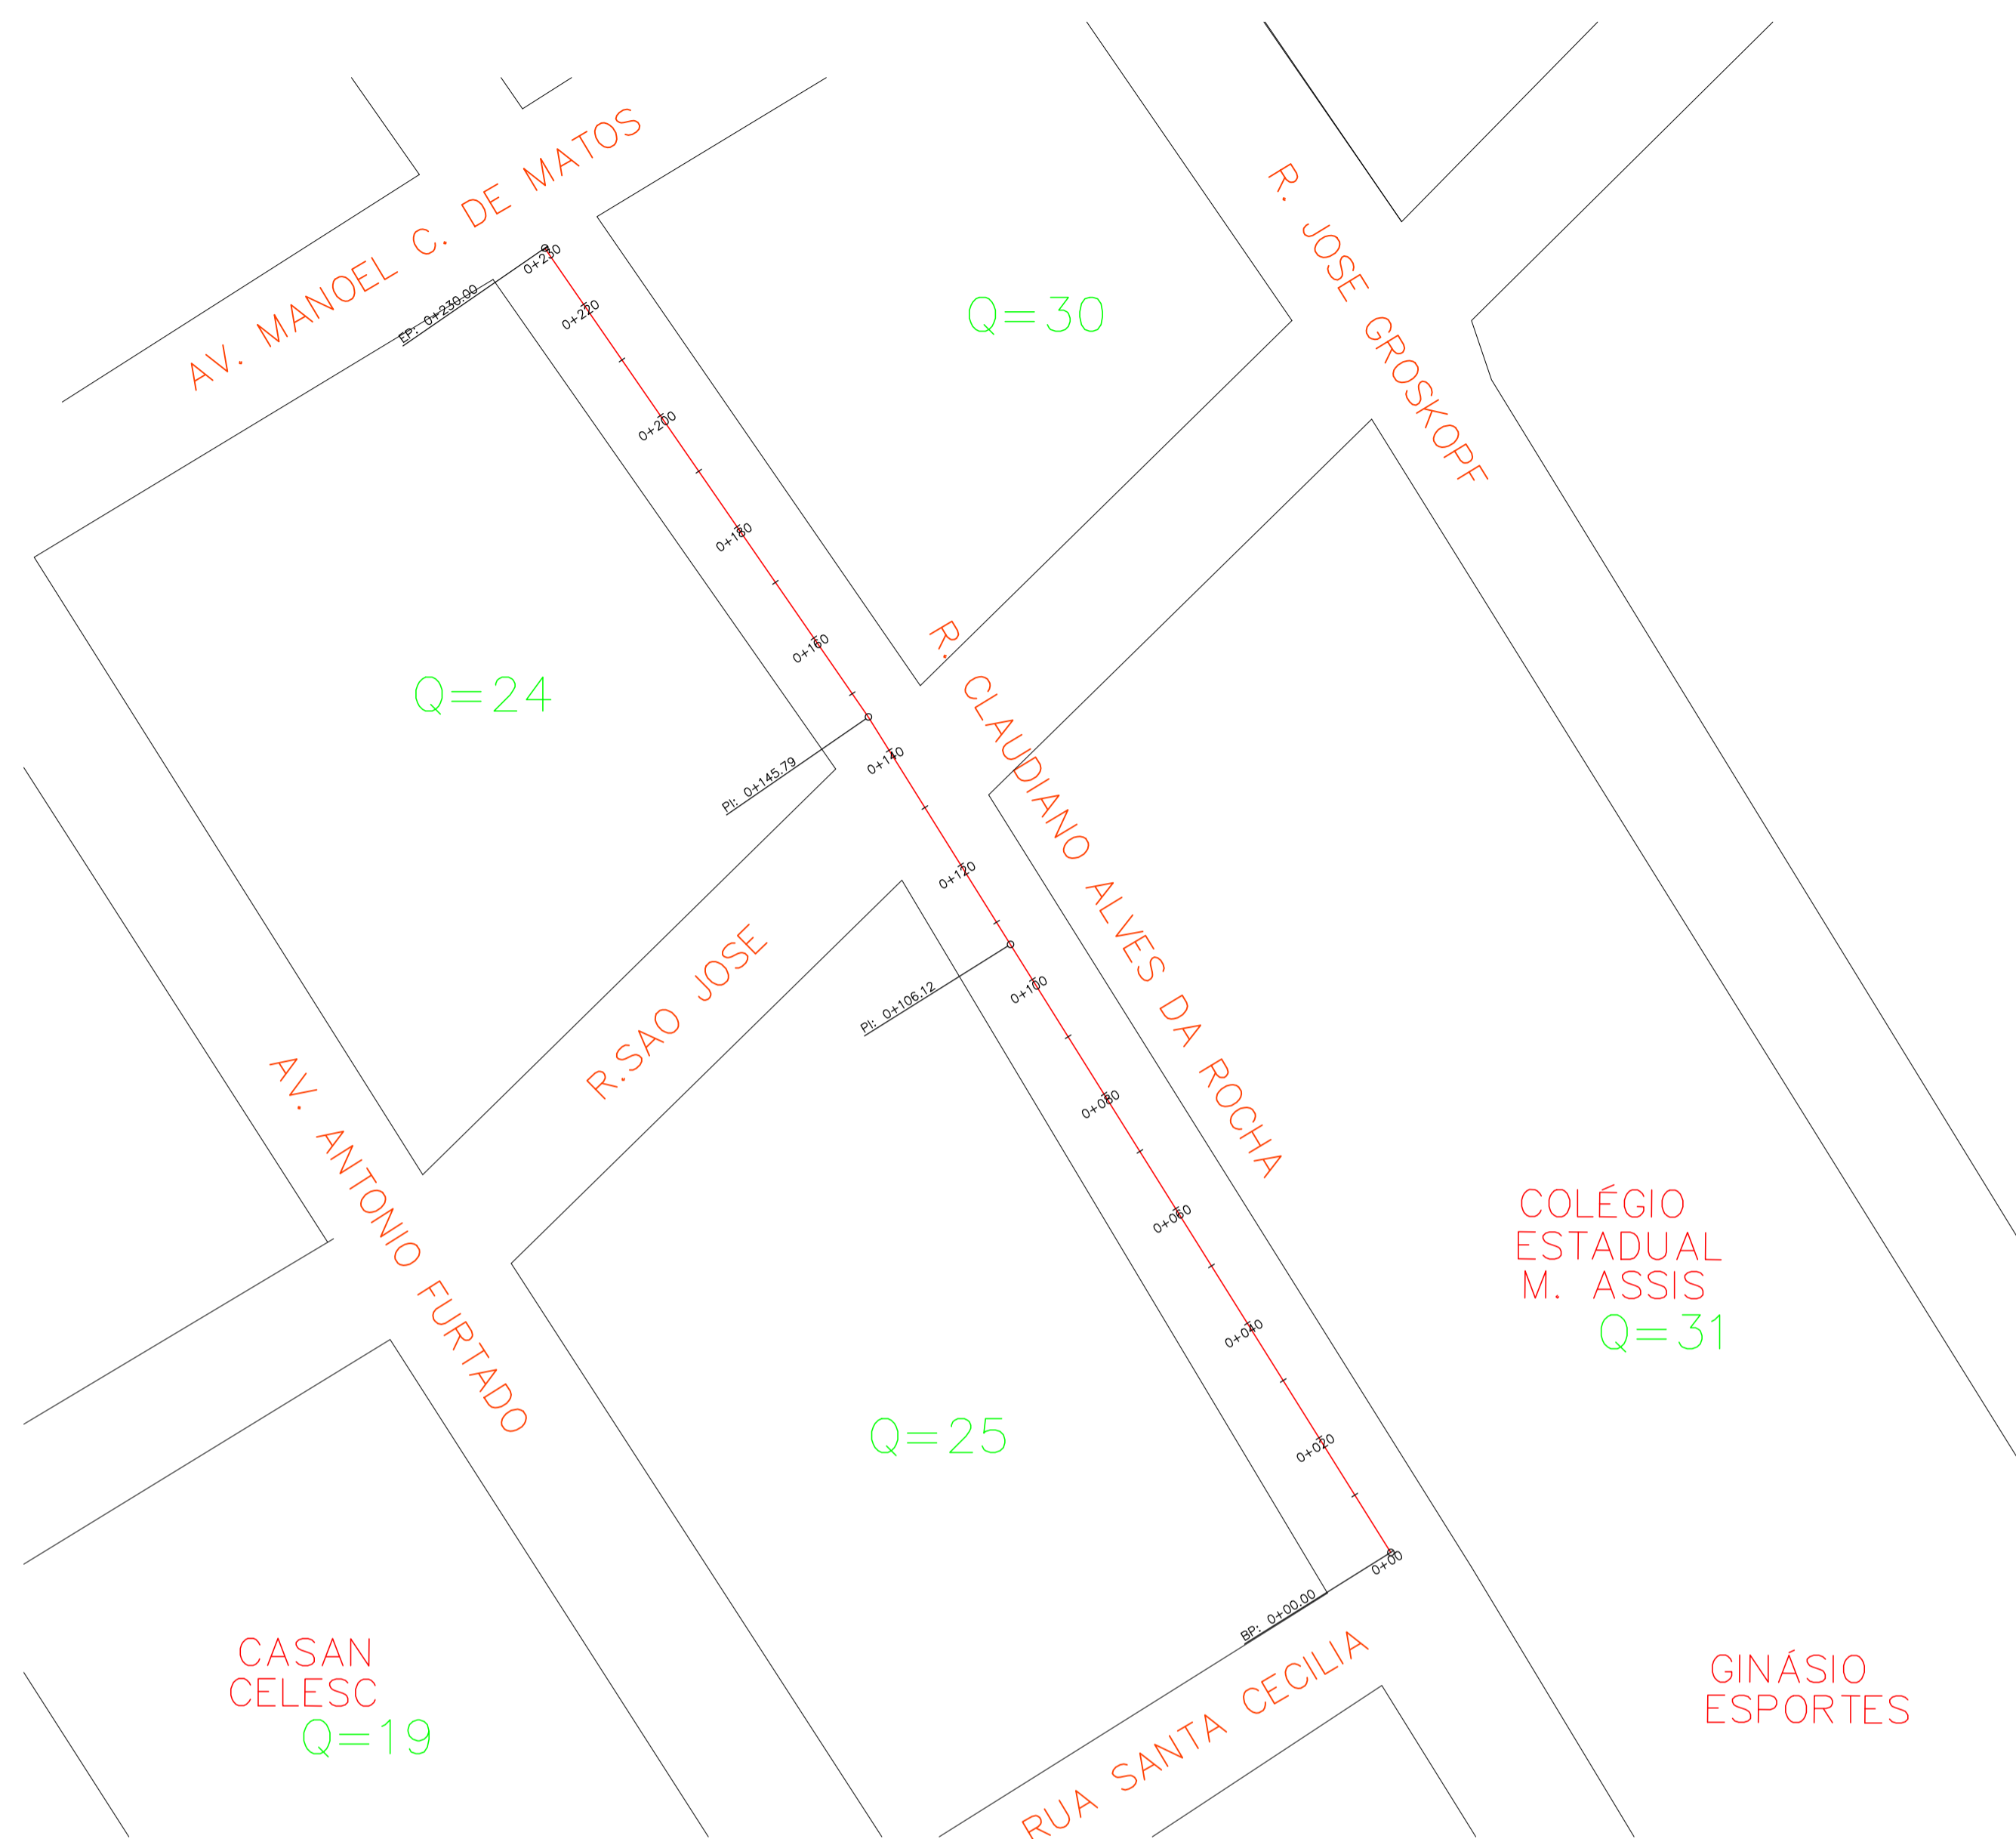 AV. MANOEL C. DE MATOS
R. JOSE GROSKOPF
0+230
EP: 0+230.00
0+220
Q=30
0+200
0+180
0+160
R. CLAUDIANO ALVES DA ROCHA
Q=24
PI: 0+145.79
0+140
0+120
R.SAO JOSE
PI: 0+106.12
0+100
0+080
AV. ANTONIO FURTADO
0+060
COLÉGIO
ESTADUAL
M. ASSIS
Q=31
0+040
Q=25
0+020
0+00
BP: 0+00.00
CASAN
CELESC
Q=19
RUA SANTA CECILIA
GINÁSIO
ESPORTES